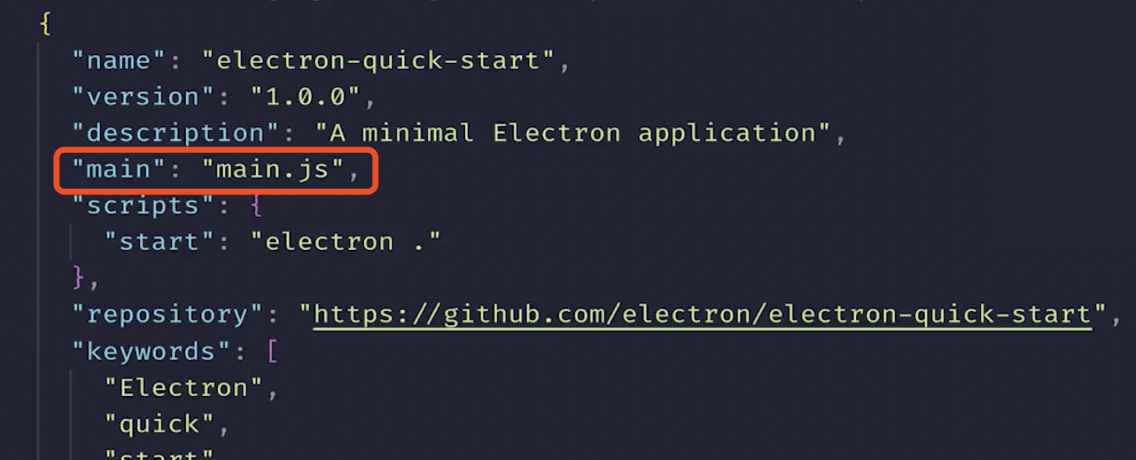 {
"name": "electron-quick-start",
"version": "1.0.0",
"description": "A minimal Electron application",
"main": "main.js",
"scripts": {
"start": "electron ."
},
"repository": "https://github.com/electron/electron-quick-start",
"keywords": [
"Electron",
"quick",
"start"